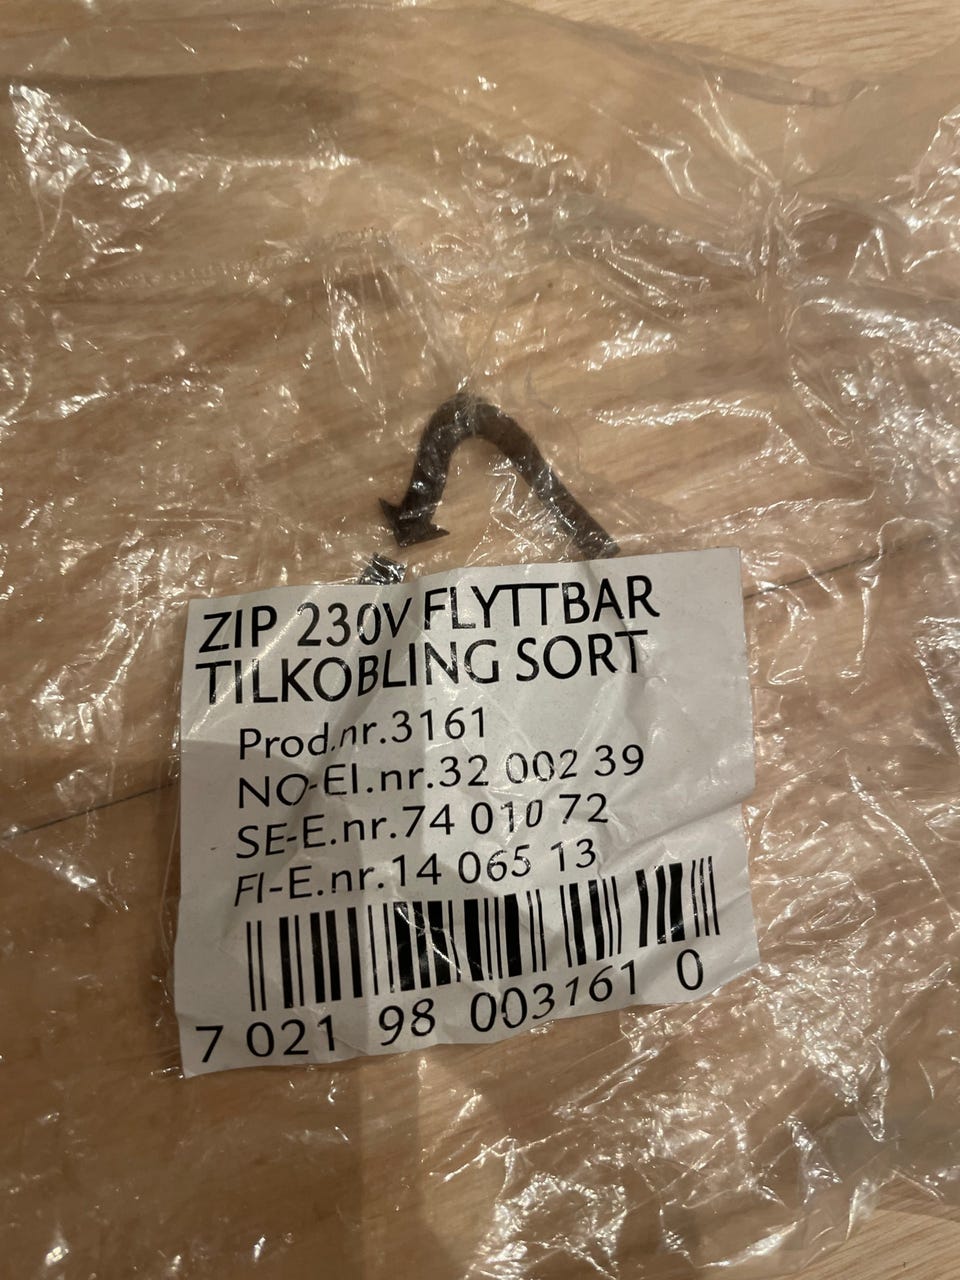 ZIP 230V FLYTTBAR
TILKOBLING SORT
Prod.nr.3161
NO-El.nr.32 002 39
SE-E.nr.74 010 72
FI-E.nr.14 065 13
7 021 98 003161 0